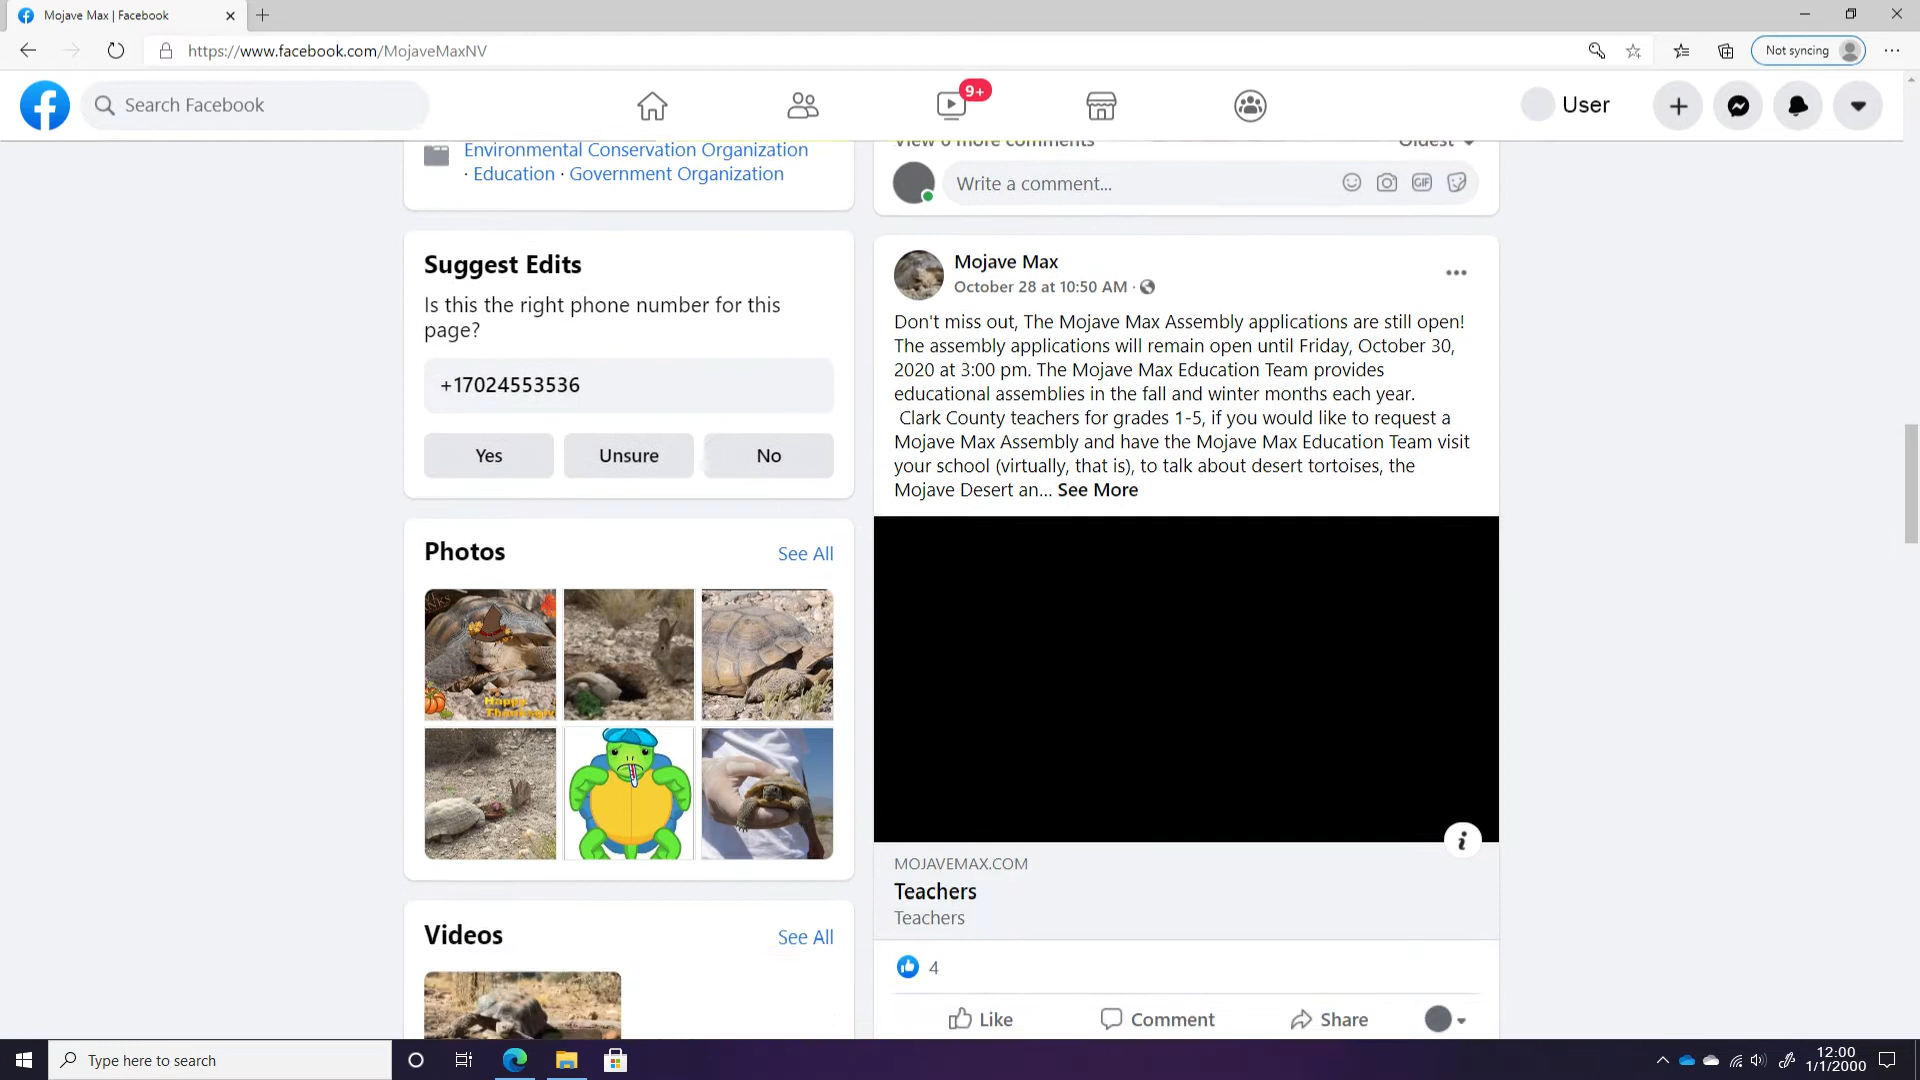 Mojave Max | Facebook
https://www.facebook.com/MojaveMaxNV
Not syncing
Search Facebook
9+
User
Environmental Conservation Organization
· Education · Government Organization
Suggest Edits
Is this the right phone number for this
page?
+17024553536
Yes
Unsure
No
Photos
See All
Happy
Videos
See All
View 6 more comments
Oldest
Write a comment...
GIF
Mojave Max
October 28 at 10:50 AM ·
Don't miss out, The Mojave Max Assembly applications are still open!
The assembly applications will remain open until Friday, October 30,
2020 at 3:00 pm. The Mojave Max Education Team provides
educational assemblies in the fall and winter months each year.
Clark County teachers for grades 1-5, if you would like to request a
Mojave Max Assembly and have the Mojave Max Education Team visit
your school (virtually, that is), to talk about desert tortoises, the
Mojave Desert an... See More
MOJAVEMAX.COM
Teachers
Teachers
4
Like
Comment
Share
Type here to search
12:00
1/1/2000